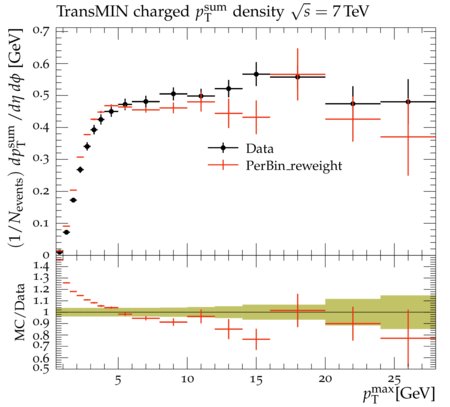 TransMIN charged p_T^sum density √s = 7 TeV
(1/N_events) dp_T^sum/dη dϕ [GeV]
0.7
0.6
0.5
0.4
0.3
0.2
0.1
0
Data
PerBin_reweight
MC/Data
1.4
1.3
1.2
1.1
1
0.9
0.8
0.7
0.6
0.5
5 10 15 20 25
p_T^max[GeV]